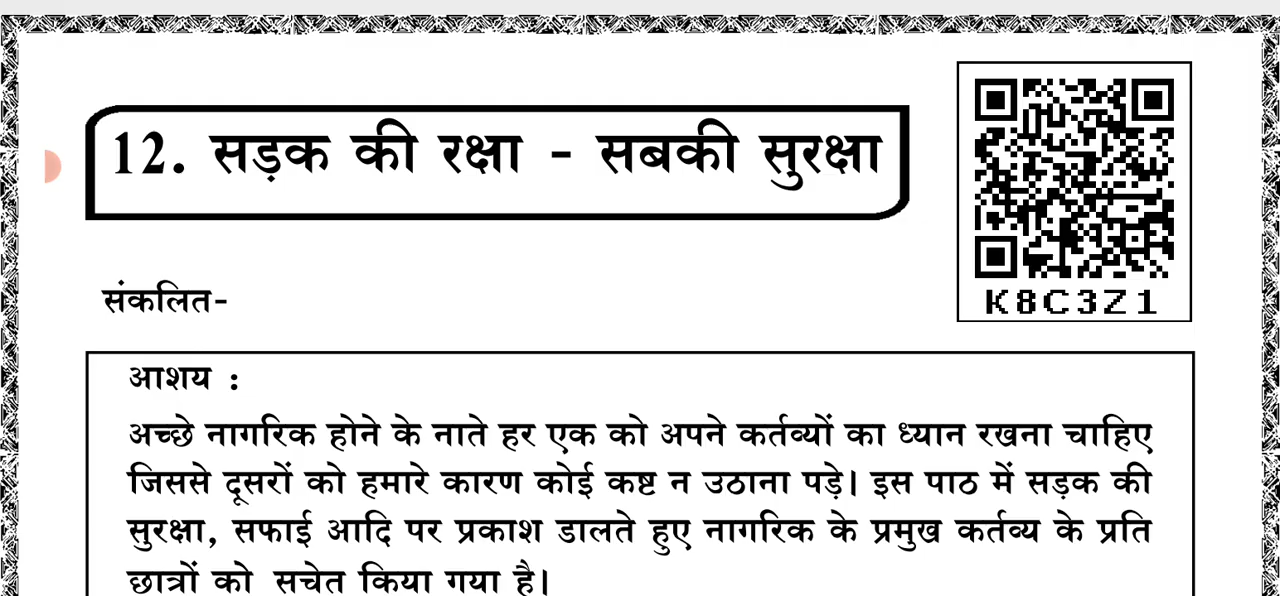 12. सड़क की रक्षा - सबकी सुरक्षा
K8C3Z1
संकलित-
आशय :
अच्छे नागरिक होने के नाते हर एक को अपने कर्तव्यों का ध्यान रखना चाहिए
जिससे दूसरों को हमारे कारण कोई कष्ट न उठाना पड़े। इस पाठ में सड़क की
सुरक्षा, सफाई आदि पर प्रकाश डालते हुए नागरिक के प्रमुख कर्तव्य के प्रति
छात्रों को सचेत किया गया है।